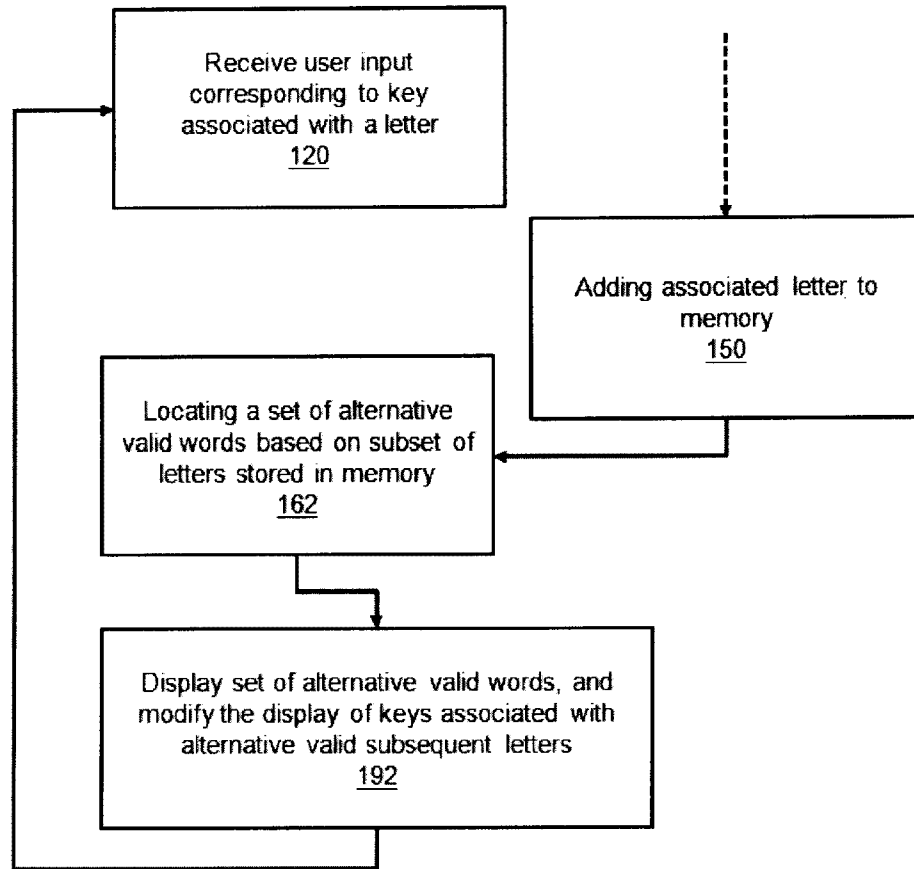 Receive user input
corresponding to key
associated with a letter
120
Adding associated letter to
memory
150
Locating a set of alternative
valid words based on subset of
letters stored in memory
162
Display set of alternative valid words, and
modify the display of keys associated with
alternative valid subsequent letters
192